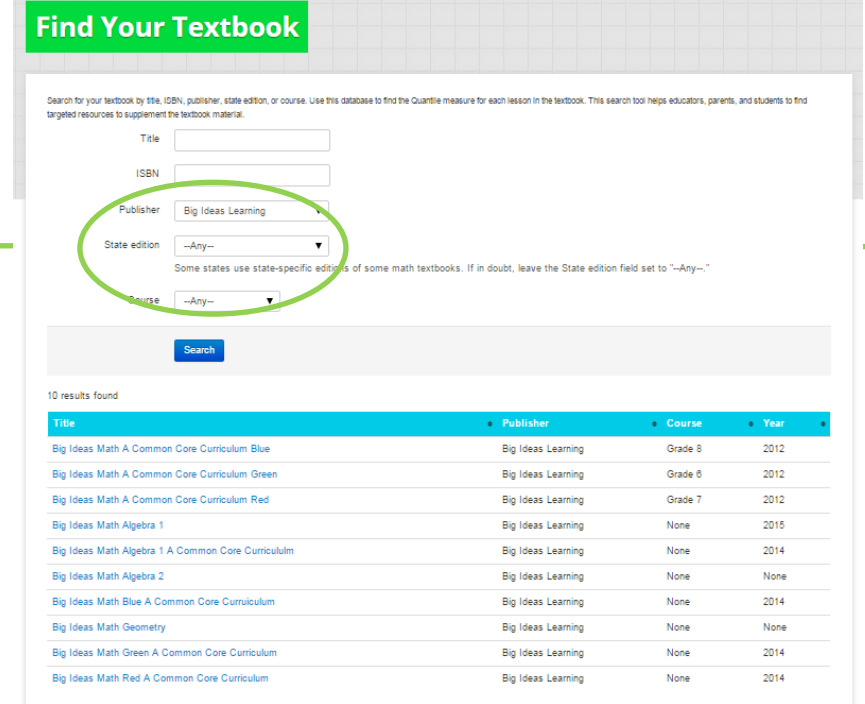 Find Your Textbook
Search for your textbook by title, ISBN, publisher, state edition, or course. Use this database to find the Quantile measure for each lesson in the textbook. This search tool helps educators, parents, and students to find
targeted resources to supplement the textbook material.
Title
ISBN
Publisher Big Ideas Learning
State edition --Any--
Some states use state-specific editions of some math textbooks. If in doubt, leave the State edition field set to "--Any--."
Course --Any--
Search
10 results found
Title Publisher Course Year
Big Ideas Math A Common Core Curriculum Blue Big Ideas Learning Grade 8 2012
Big Ideas Math A Common Core Curriculum Green Big Ideas Learning Grade 6 2012
Big Ideas Math A Common Core Curriculum Red Big Ideas Learning Grade 7 2012
Big Ideas Math Algebra 1 Big Ideas Learning None 2015
Big Ideas Math Algebra 1 A Common Core Curriculuim Big Ideas Learning None 2014
Big Ideas Math Algebra 2 Big Ideas Learning None None
Big Ideas Math Blue A Common Core Curruiculum Big Ideas Learning None 2014
Big Ideas Math Geometry Big Ideas Learning None None
Big Ideas Math Green A Common Core Curriculum Big Ideas Learning None 2014
Big Ideas Math Red A Common Core Curriculum Big Ideas Learning None 2014